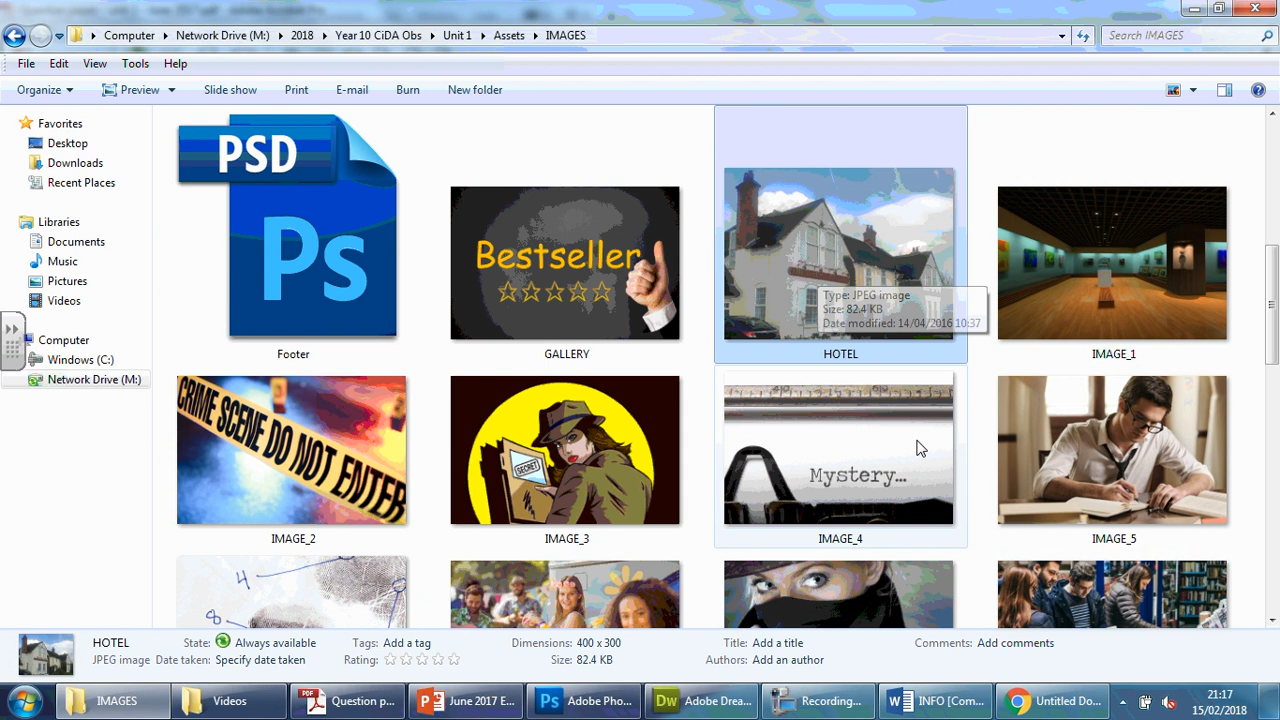 Computer ▸ Network Drive (M:) ▸ 2018 ▸ Year 10 CiDA Obs ▸ Unit 1 ▸ Assets ▸ IMAGES
Search IMAGES
File Edit View Tools Help
Organize Preview Slide show Print E-mail Burn New folder
Favorites
Desktop
Downloads
Recent Places
Libraries
Documents
Music
Pictures
Videos
Computer
Windows (C:)
Network Drive (M:)
PSD
Ps
Footer
Bestseller
GALLERY
Type: JPEG image
Size: 82.4 KB
Date modified: 14/04/2016 10:37
HOTEL
IMAGE_1
CRIME SCENE DO NOT ENTER
IMAGE_2
SECRET
IMAGE_3
Mystery...
IMAGE_4
IMAGE_5
4
8
HOTEL State: Always available Tags: Add a tag Dimensions: 400 x 300 Title: Add a title Comments: Add comments
JPEG image Date taken: Specify date taken Rating: Size: 82.4 KB Authors: Add an author
IMAGES Videos Question p... June 2017 E... Adobe Pho... Adobe Drea... Recording... INFO [Com... Untitled Do...
21:17
15/02/2018